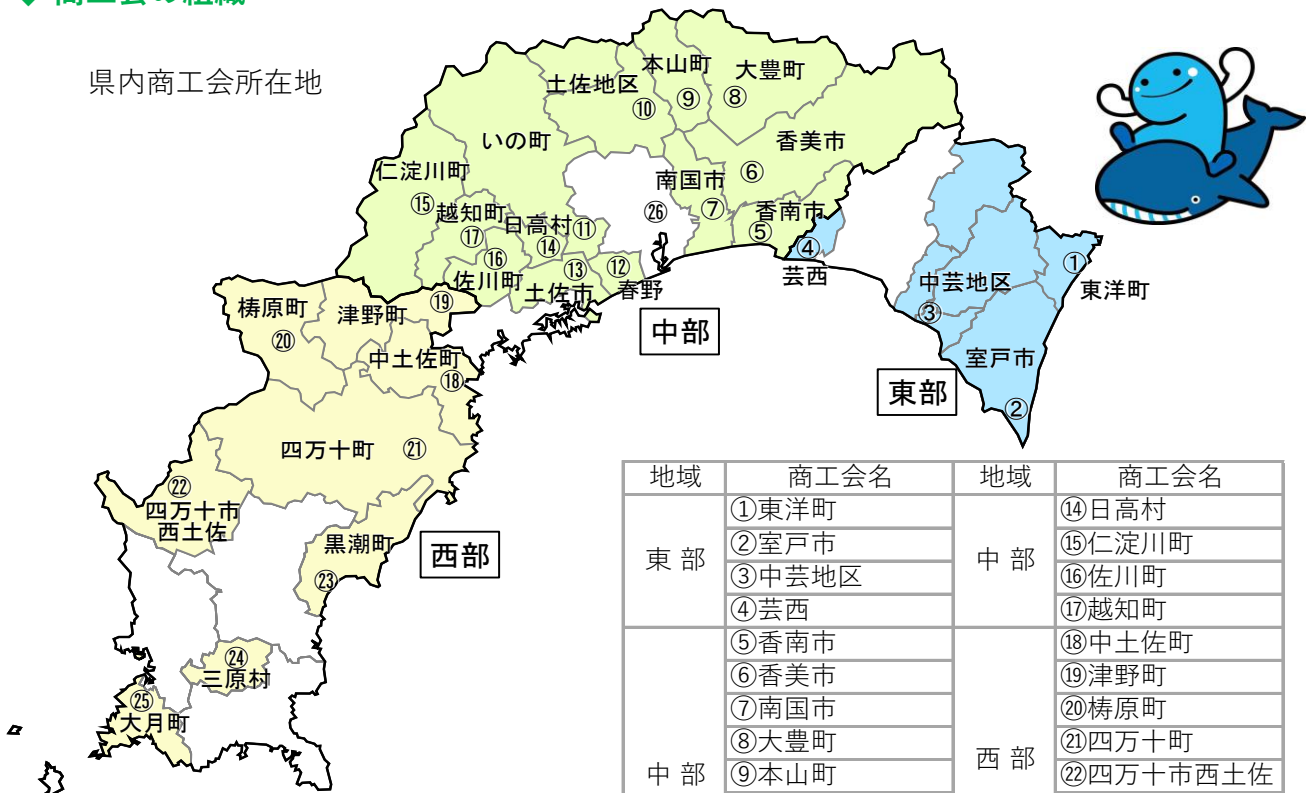 県内商工会所在地
本山町
大豊町
土佐地区
⑨
⑧
⑩
いの町
香美市
仁淀川町
南国市
⑥
⑮
越知町
香南市
日高村
⑪
㉖
⑦
⑰
⑭
⑤
④
①
⑯
⑬
⑫
芸西
中芸地区
東洋町
佐川町
土佐市
春野
梼原町
津野町
⑲
③
中部
⑳
中土佐町
室戸市
⑱
東部
②
四万十町
㉑
㉒
四万十市
西土佐
黒潮町
西部
㉓
㉔
三原村
㉕
大月町
地域 商工会名 地域 商工会名
東 部 ①東洋町 中 部 ⑭日高村
②室戸市 ⑮仁淀川町
③中芸地区 ⑯佐川町
④芸西 ⑰越知町
中 部 ⑤香南市 西 部 ⑱中土佐町
⑥香美市 ⑲津野町
⑦南国市 ⑳梼原町
⑧大豊町 ㉑四万十町
⑨本山町 ㉒四万十市西土佐